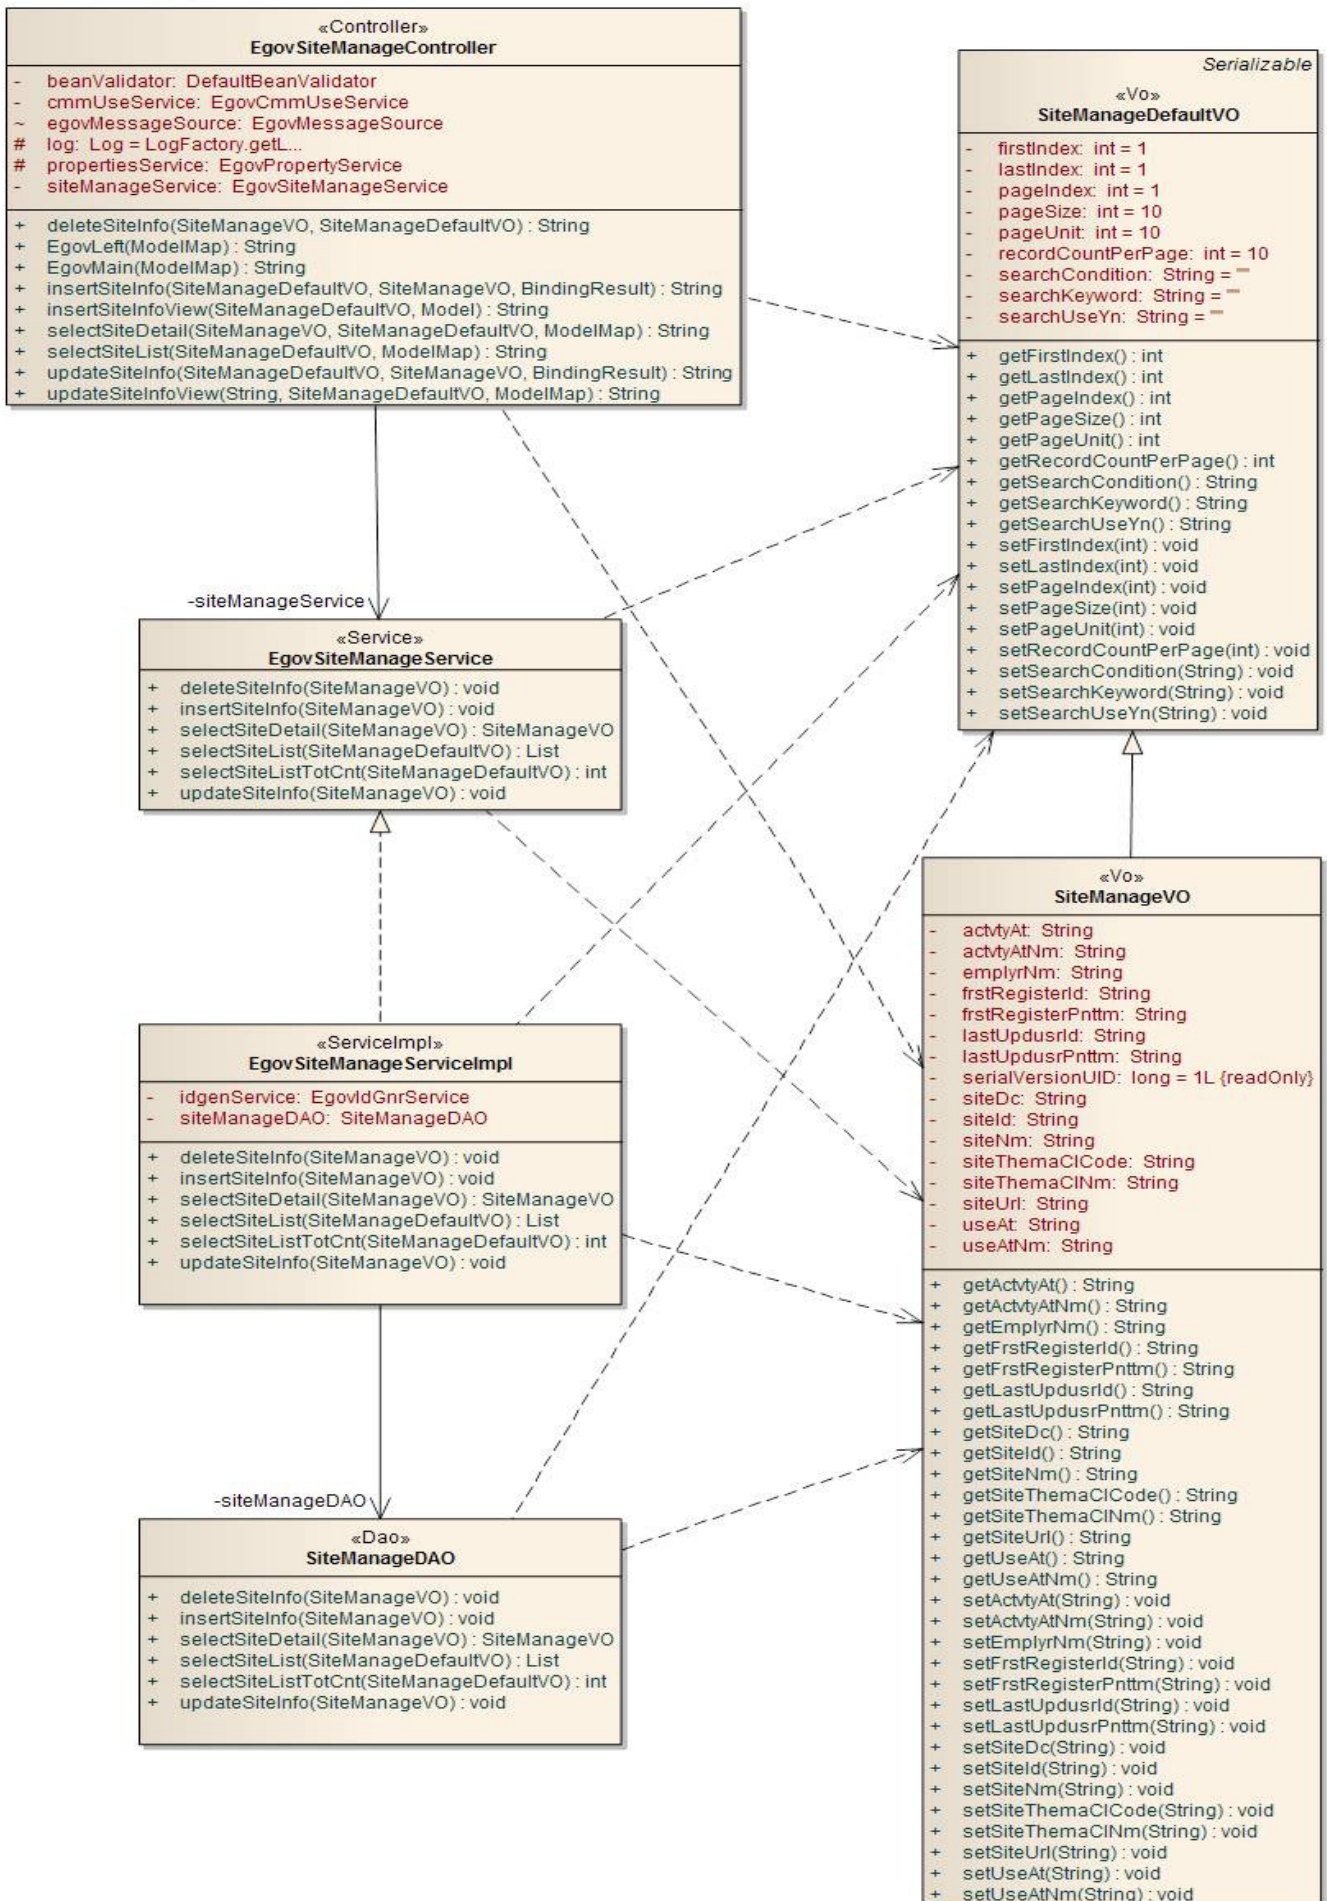 «Controller»
EgovSiteManageController
- beanValidator: DefaultBeanValidator
- cmmUseService: EgovCmmUseService
~ egovMessageSource: EgovMessageSource
# log: Log = LogFactory.getL...
# propertiesService: EgovPropertyService
- siteManageService: EgovSiteManageService
+ deleteSiteInfo(SiteManageVO, SiteManageDefaultVO) : String
+ EgovLeft(ModelMap) : String
+ EgovMain(ModelMap) : String
+ insertSiteInfo(SiteManageDefaultVO, SiteManageVO, BindingResult) : String
+ insertSiteInfoView(SiteManageDefaultVO, Model) : String
+ selectSiteDetail(SiteManageVO, SiteManageDefaultVO, ModelMap) : String
+ selectSiteList(SiteManageDefaultVO, ModelMap) : String
+ updateSiteInfo(SiteManageDefaultVO, SiteManageVO, BindingResult) : String
+ updateSiteInfoView(String, SiteManageDefaultVO, ModelMap) : String
Serializable
«Vo»
SiteManageDefaultVO
- firstIndex: int = 1
- lastIndex: int = 1
- pageIndex: int = 1
- pageSize: int = 10
- pageUnit: int = 10
- recordCountPerPage: int = 10
- searchCondition: String = ""
- searchKeyword: String = ""
- searchUseYn: String = ""
+ getFirstIndex() : int
+ getLastIndex() : int
+ getPageIndex() : int
+ getPageSize() : int
+ getPageUnit() : int
+ getRecordCountPerPage() : int
+ getSearchCondition() : String
+ getSearchKeyword() : String
+ getSearchUseYn() : String
+ setFirstIndex(int) : void
+ setLastIndex(int) : void
+ setPageIndex(int) : void
+ setPageSize(int) : void
+ setPageUnit(int) : void
+ setRecordCountPerPage(int) : void
+ setSearchCondition(String) : void
+ setSearchKeyword(String) : void
+ setSearchUseYn(String) : void
-siteManageService
«Service»
EgovSiteManageService
+ deleteSiteInfo(SiteManageVO) : void
+ insertSiteInfo(SiteManageVO) : void
+ selectSiteDetail(SiteManageVO) : SiteManageVO
+ selectSiteList(SiteManageDefaultVO) : List
+ selectSiteListTotCnt(SiteManageDefaultVO) : int
+ updateSiteInfo(SiteManageVO) : void
«ServiceImpl»
EgovSiteManageServiceImpl
- idgenService: EgovIdGnrService
- siteManageDAO: SiteManageDAO
+ deleteSiteInfo(SiteManageVO) : void
+ insertSiteInfo(SiteManageVO) : void
+ selectSiteDetail(SiteManageVO) : SiteManageVO
+ selectSiteList(SiteManageDefaultVO) : List
+ selectSiteListTotCnt(SiteManageDefaultVO) : int
+ updateSiteInfo(SiteManageVO) : void
-siteManageDAO
«Dao»
SiteManageDAO
+ deleteSiteInfo(SiteManageVO) : void
+ insertSiteInfo(SiteManageVO) : void
+ selectSiteDetail(SiteManageVO) : SiteManageVO
+ selectSiteList(SiteManageDefaultVO) : List
+ selectSiteListTotCnt(SiteManageDefaultVO) : int
+ updateSiteInfo(SiteManageVO) : void
«Vo»
SiteManageVO
- actvtyAt: String
- actvtyAtNm: String
- emplyrNm: String
- frstRegisterId: String
- frstRegisterPnttm: String
- lastUpdusrId: String
- lastUpdusrPnttm: String
- serialVersionUID: long = 1L {readOnly}
- siteDc: String
- siteId: String
- siteNm: String
- siteThemaClCode: String
- siteThemaClNm: String
- siteUrl: String
- useAt: String
- useAtNm: String
+ getActvtyAt() : String
+ getActvtyAtNm() : String
+ getEmplyrNm() : String
+ getFrstRegisterId() : String
+ getFrstRegisterPnttm() : String
+ getLastUpdusrId() : String
+ getLastUpdusrPnttm() : String
+ getSiteDc() : String
+ getSiteId() : String
+ getSiteNm() : String
+ getSiteThemaClCode() : String
+ getSiteThemaClNm() : String
+ getSiteUrl() : String
+ getUseAt() : String
+ getUseAtNm() : String
+ setActvtyAt(String) : void
+ setActvtyAtNm(String) : void
+ setEmplyrNm(String) : void
+ setFrstRegisterId(String) : void
+ setFrstRegisterPnttm(String) : void
+ setLastUpdusrId(String) : void
+ setLastUpdusrPnttm(String) : void
+ setSiteDc(String) : void
+ setSiteId(String) : void
+ setSiteNm(String) : void
+ setSiteThemaClCode(String) : void
+ setSiteThemaClNm(String) : void
+ setSiteUrl(String) : void
+ setUseAt(String) : void
+ setUseAtNm(String) : void